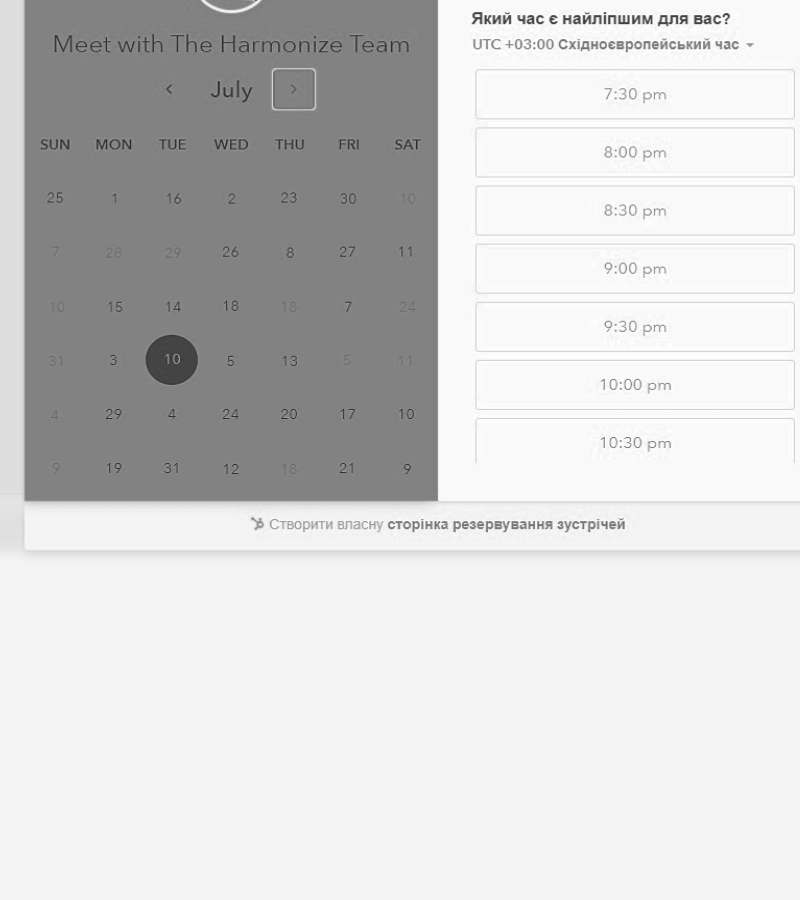 Meet with The Harmonize Team
July
SUN MON TUE WED THU FRI SAT
25 1 16 2 23 30 10
7 28 29 26 8 27 11
10 15 14 18 18 7 24
31 3 10 5 13 5 11
4 29 4 24 20 17 10
9 19 31 12 18 21 9
Який час є найліпшим для вас?
UTC +03:00 Східноєвропейський час
7:30 pm
8:00 pm
8:30 pm
9:00 pm
9:30 pm
10:00 pm
10:30 pm
Створити власну сторінка резервування зустрічей